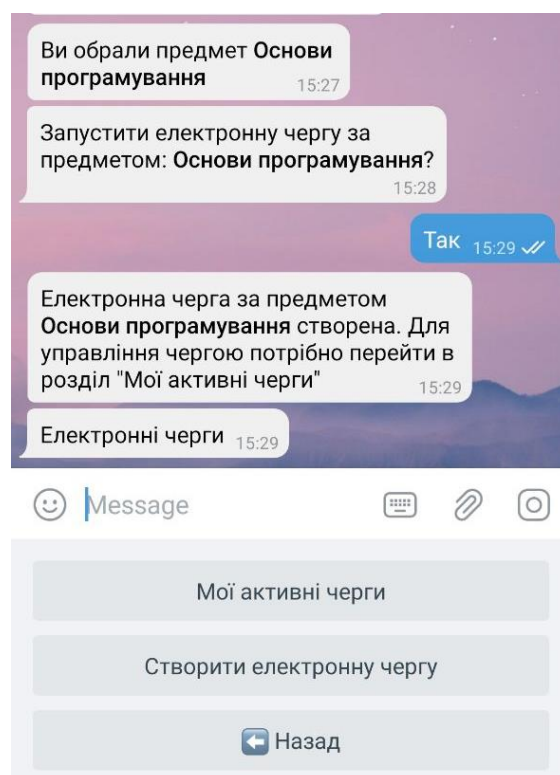 Ви обрали предмет Основи
програмування 15:27
Запустити електронну чергу за
предметом: Основи програмування?
15:28
Так 15:29
Електронна черга за предметом
Основи програмування створена. Для
управління чергою потрібно перейти в
розділ "Мої активні черги" 15:29
Електронні черги 15:29
Message
Мої активні черги
Створити електронну чергу
Назад